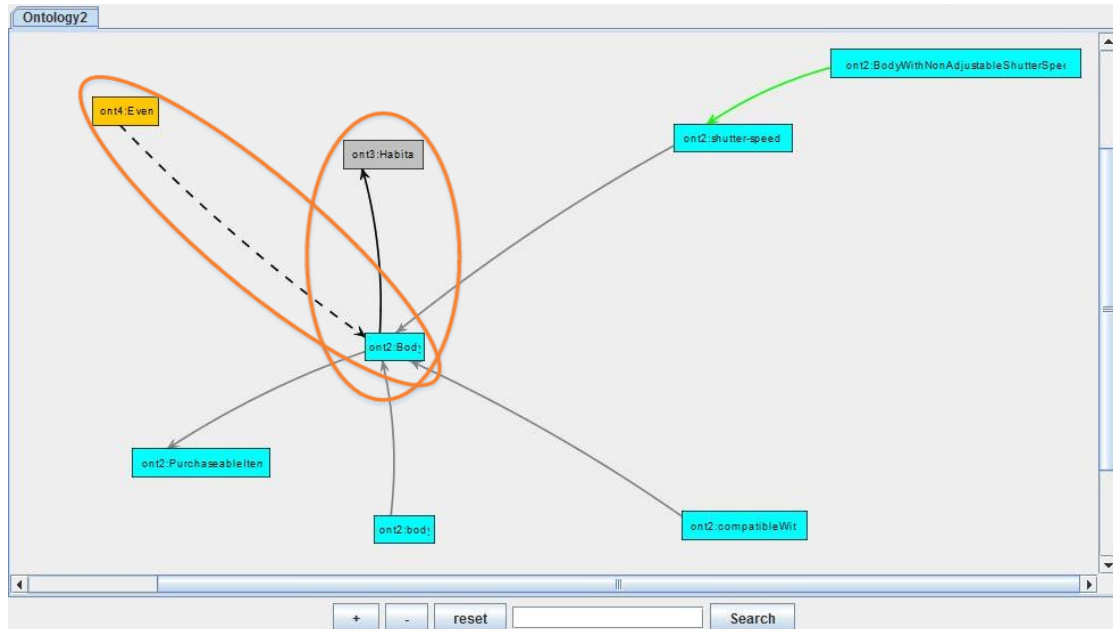 Ontology2
ont2:BodyWithNonAdjustableShutterSpe
ont4:Even
ont2:shutter-speed
ont3:Habita
ont2:Body
ont2:PurchaseableIten
ont2:body
ont2:compatibleWit
+ - reset Search